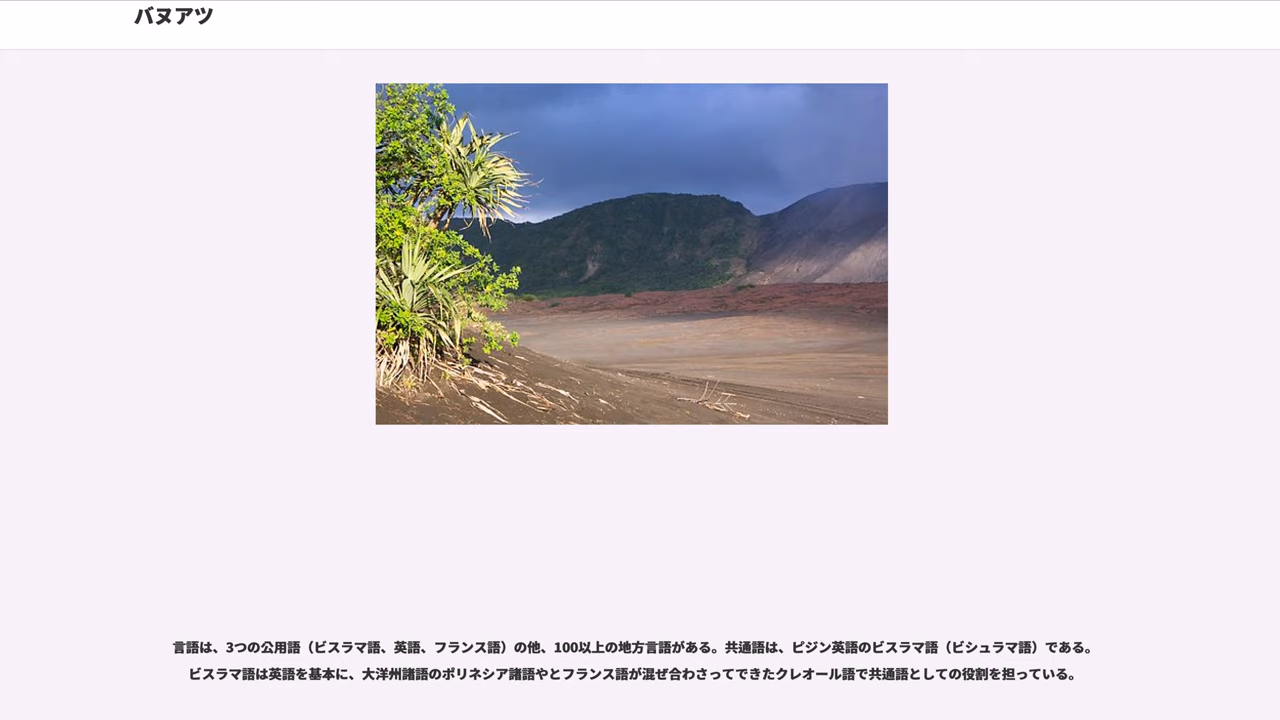 バヌアツ
言語は、3つの公用語（ビスラマ語、英語、フランス語）の他、100以上の地方言語がある。共通語は、ピジン英語のビスラマ語（ビシュラマ語）である。
ビスラマ語は英語を基本に、大洋州諸語のポリネシア諸語やとフランス語が混ぜ合わさってできたクレオール語で共通語としての役割を担っている。